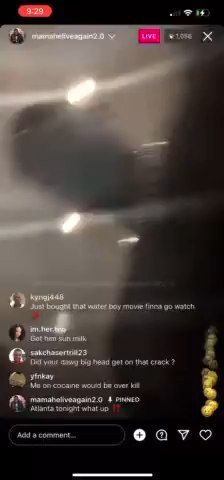 9:29
mamaheliveagain2.0
LIVE
1,056
kyngj448
Just bought that water boy movie finna go watch
im.her.too
Get him sun milk
sakchasertrill23
Did your dawg big head get on that crack ?
yfnkay
Me on cocaine would be over kill
mamaheliveagain2.0 PINNED
Atlanta tonight what up ‼️
Add a comment...